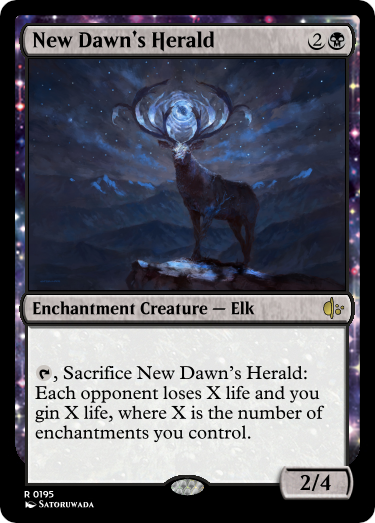 New Dawn's Herald 2
Enchantment Creature — Elk
, Sacrifice New Dawn's Herald:
Each opponent loses X life and you
gin X life, where X is the number of
enchantments you control.
2/4
R 0195
Satoruwada